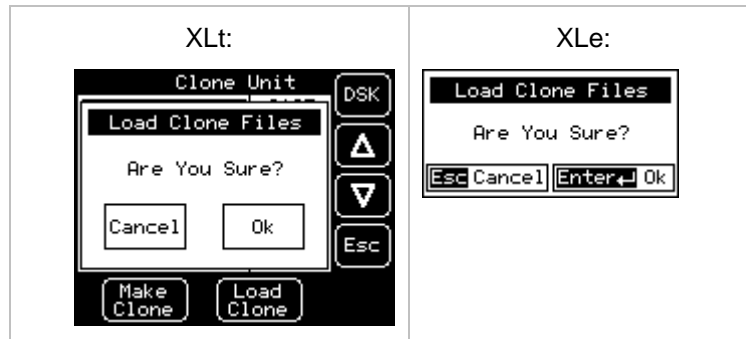 XLt:
Clone Unit
DSK
Load Clone Files
Are You Sure?
Cancel Ok
Esc
Make Clone
Load Clone
XLe:
Load Clone Files
Are You Sure?
Esc Cancel Enter↵ Ok